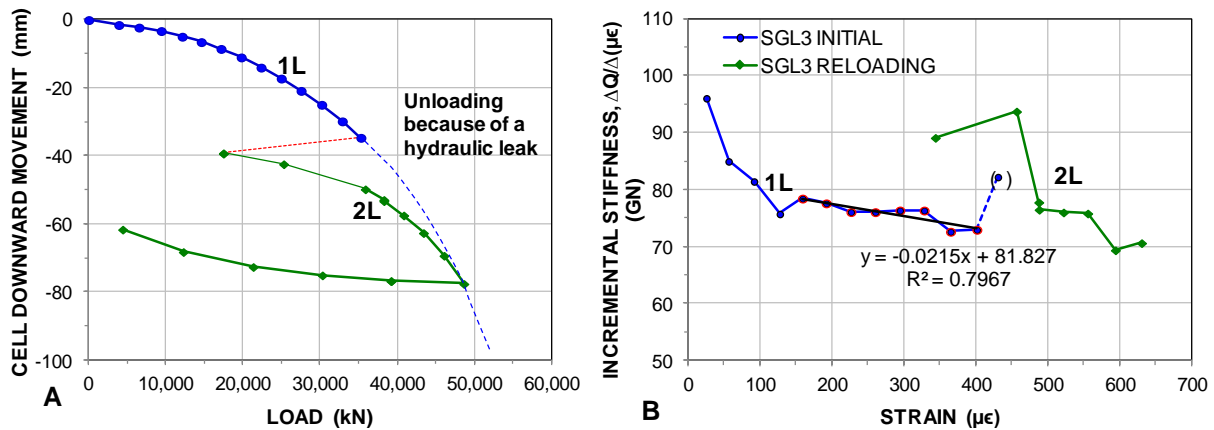 CELL DOWNWARD MOVEMENT (mm)
0
-20
-40
-60
-80
-100
1L
Unloading
because of a
hydraulic leak
2L
0
10,000
20,000
30,000
40,000
50,000
60,000
A
LOAD (kN)
INCREMENTAL STIFFNESS, ΔQ/Δ(µϵ
(GN)
110
100
90
80
70
60
50
SGL3 INITIAL
SGL3 RELOADING
1L
( )
2L
y = -0.0215x + 81.827
R² = 0.7967
0
100
200
300
400
500
600
700
B
STRAIN (µϵ)